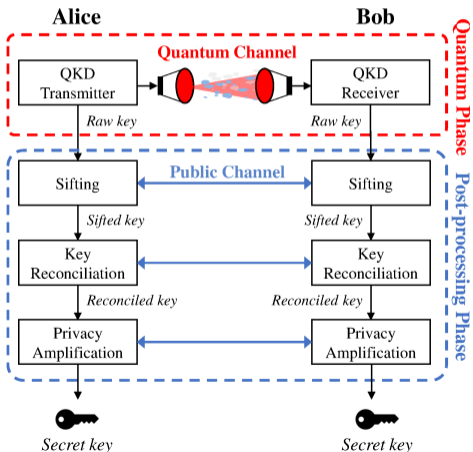 Alice
Bob
Quantum Channel
QKD
Transmitter
QKD
Receiver
Quantum Phase
Raw key
Raw key
Sifting
Public Channel
Sifting
Sifted key
Sifted key
Key
Reconciliation
Key
Reconciliation
Reconciled key
Reconciled key
Privacy
Amplification
Privacy
Amplification
Post-processing Phase
Secret key
Secret key